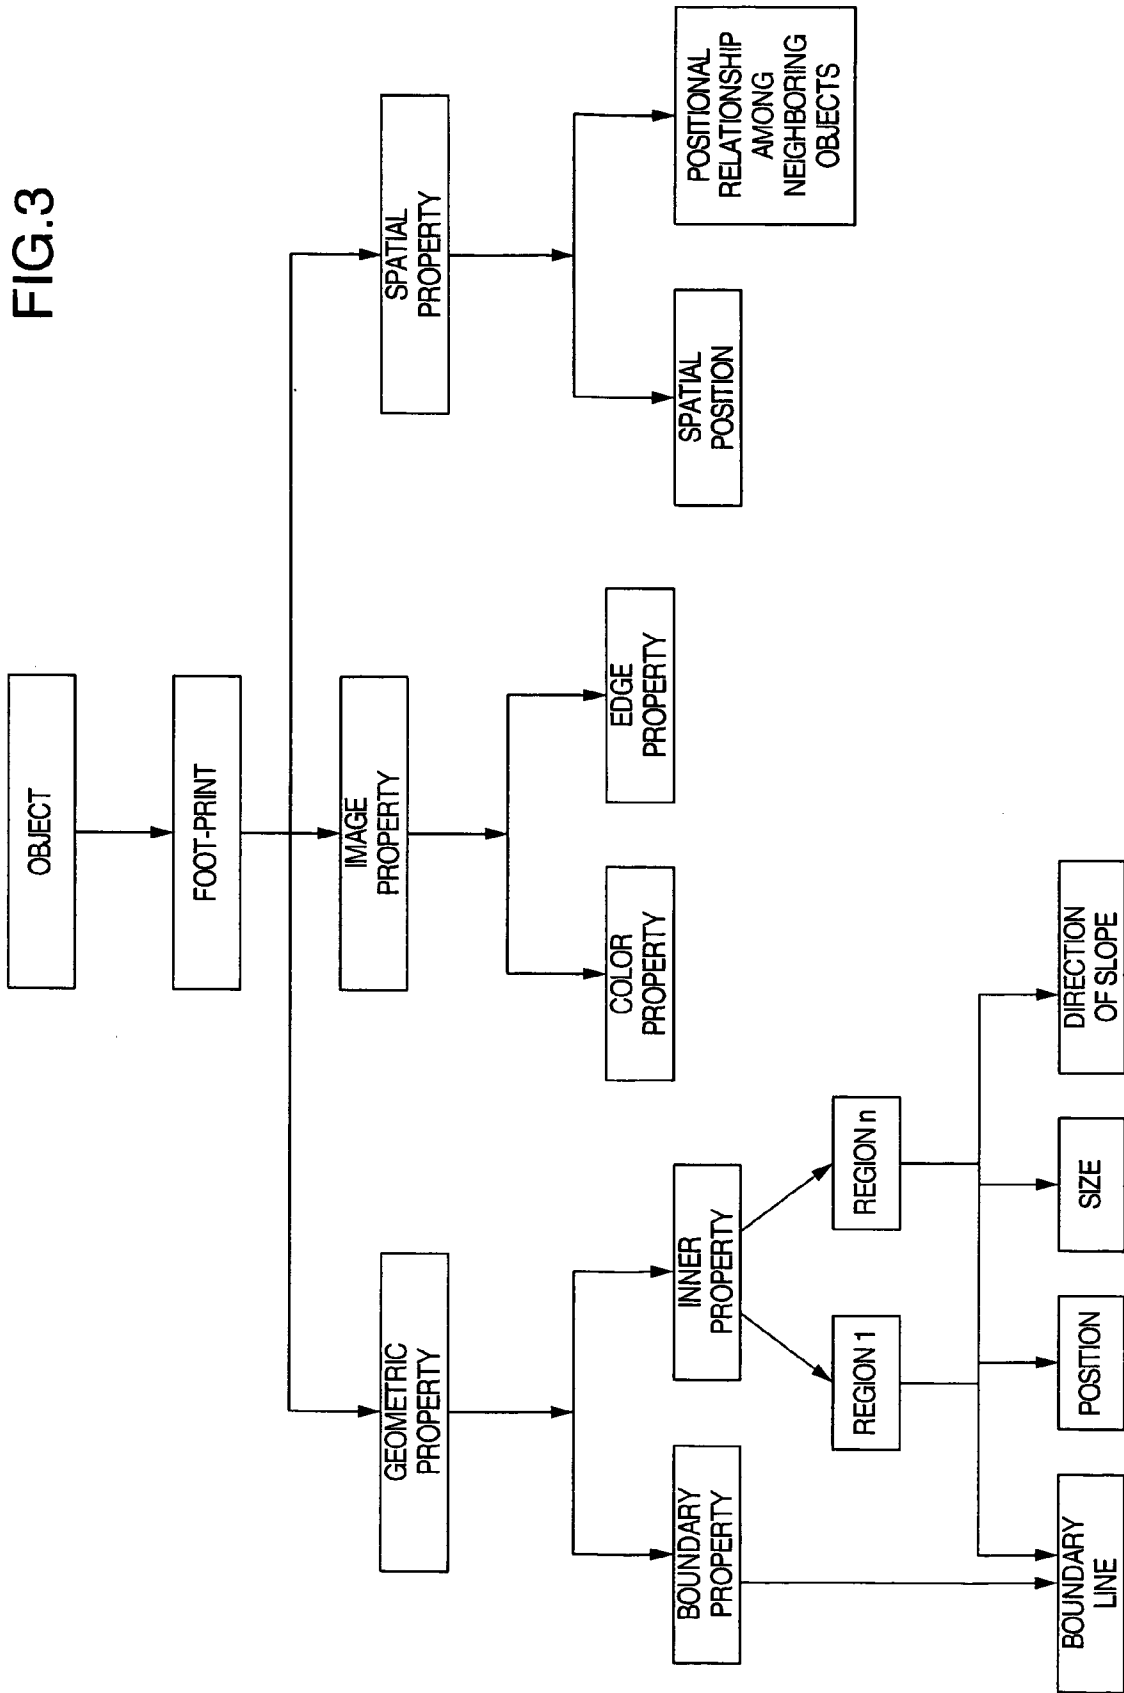 FIG.3
OBJECT
FOOT-PRINT
GEOMETRIC
PROPERTY
IMAGE
PROPERTY
SPATIAL
PROPERTY
BOUNDARY
PROPERTY
INNER
PROPERTY
COLOR
PROPERTY
EDGE
PROPERTY
SPATIAL
POSITION
POSITIONAL
RELATIONSHIP
AMONG
NEIGHBORING
OBJECTS
REGION 1
REGION n
BOUNDARY
LINE
POSITION
SIZE
DIRECTION
OF SLOPE